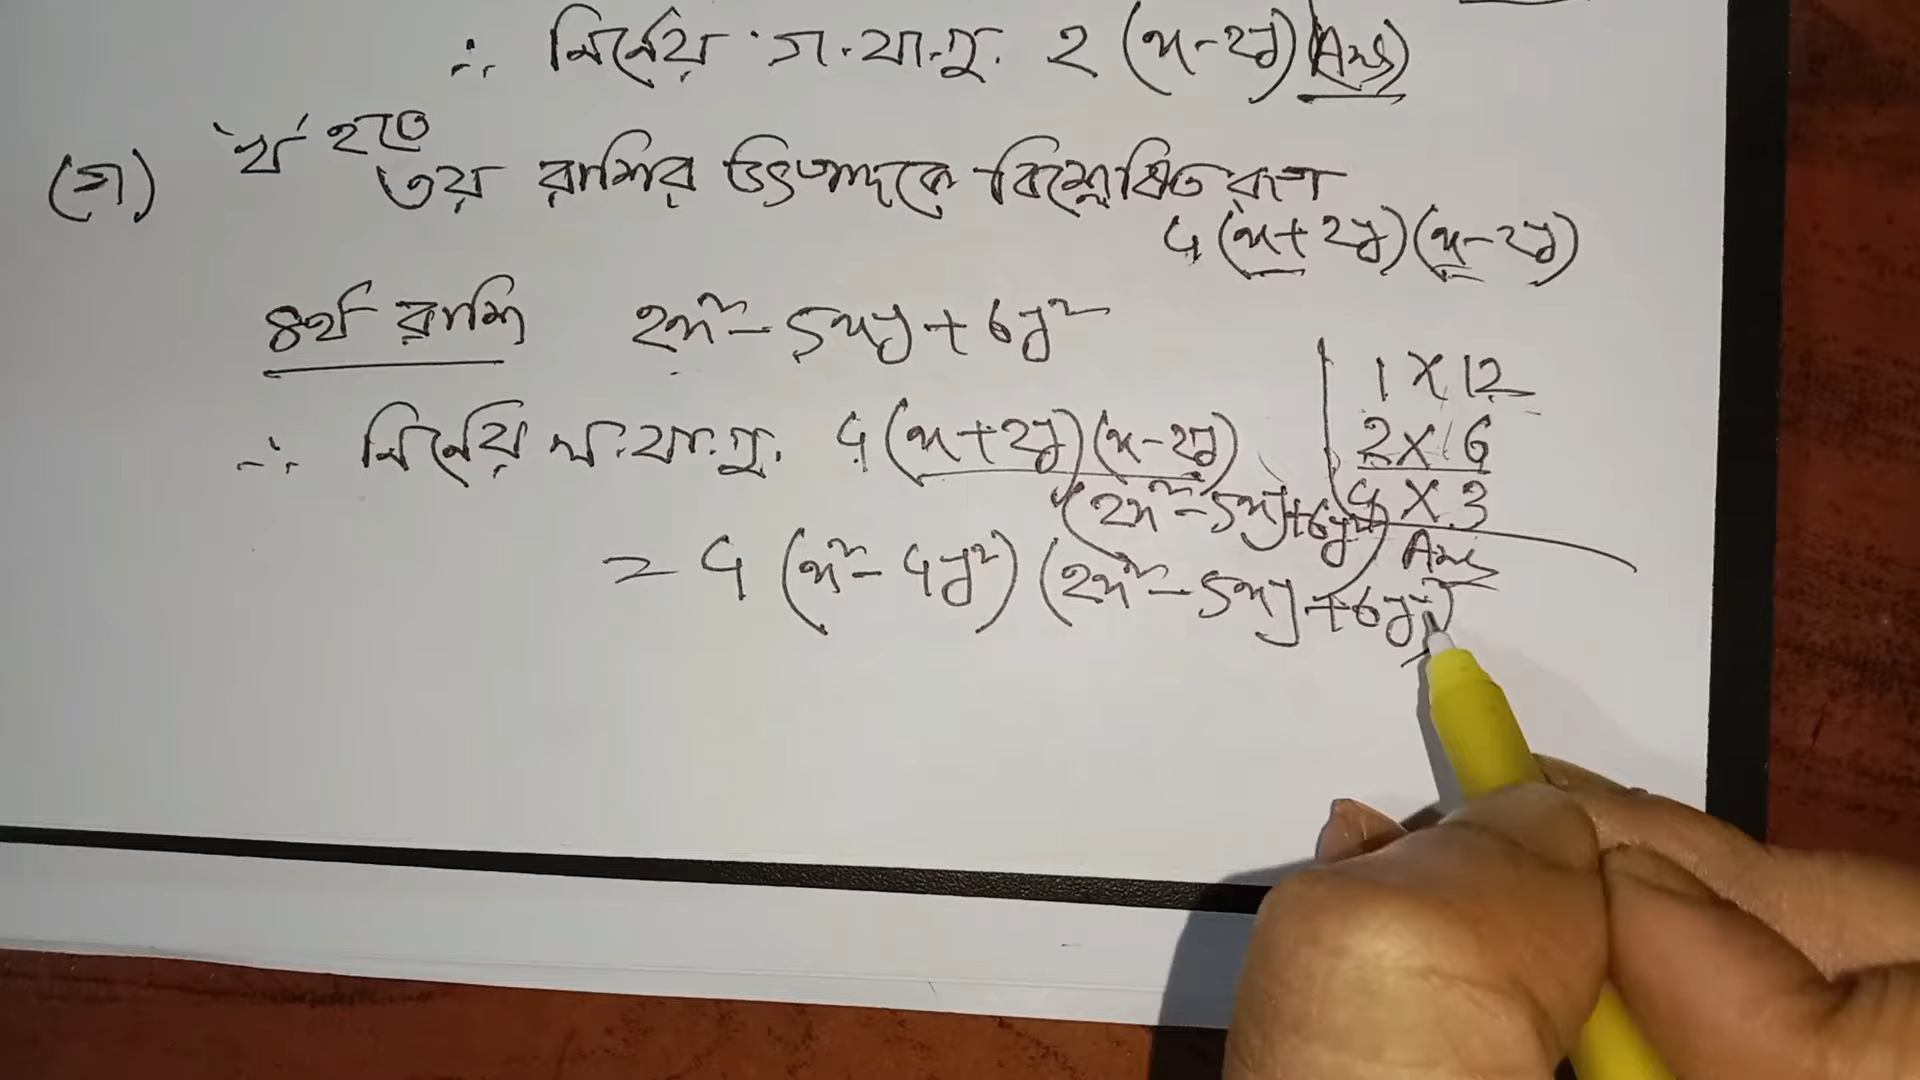 ∴ নির্ণেয় গ.সা.গু. 2 (x-2y) (Ans)
(গ) 'খ' হতে
৩য় রাশির উৎপাদকে বিশ্লেষিত রূপ
4 (x+2y)(x-2y)
৪র্থ রাশি 2x²-5xy+6y²
1×12
2×6
4×3
∴ নির্ণেয় ল.সা.গু. 4 (x+2y)(x-2y)
(2x²-5xy+6y²) Ans
= 4 (x²-4y²) (2x²-5xy+6y²)